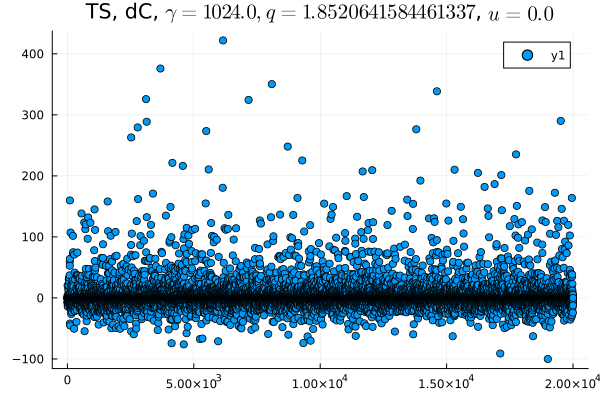 TS, dC, γ = 1024.0, q = 1.8520641584461337, u = 0.0
y1
400
300
200
100
0
−100
0 5.00×10³ 1.00×10⁴ 1.50×10⁴ 2.00×10⁴